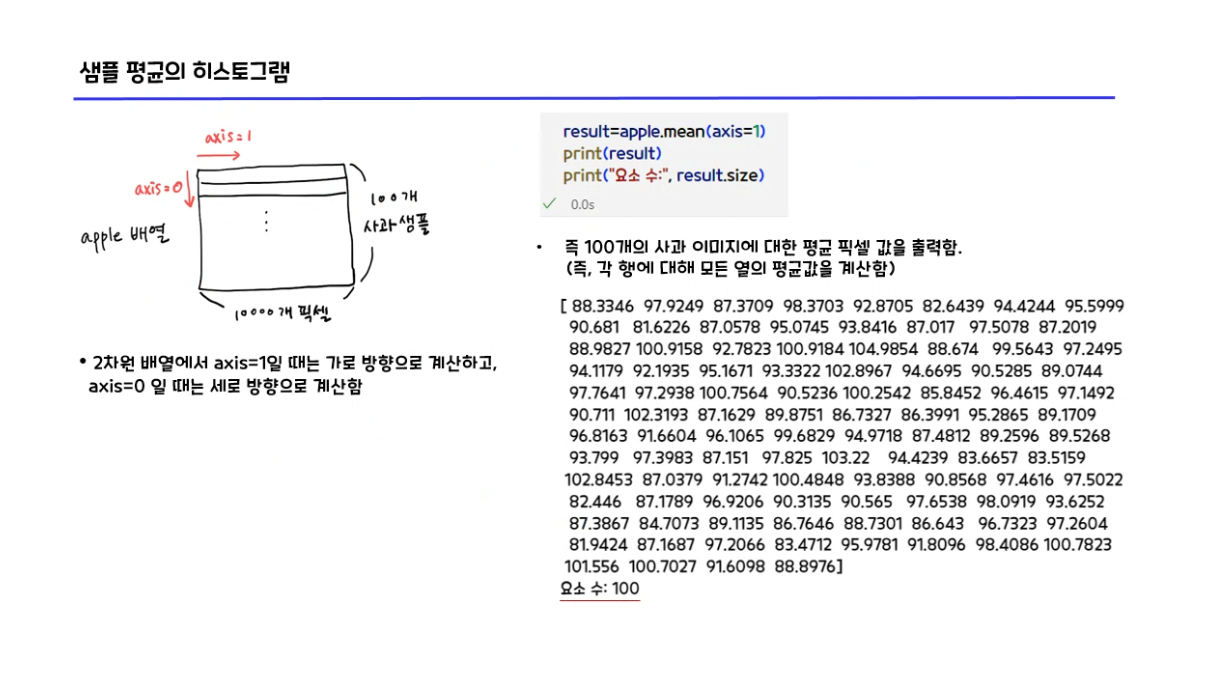 샘플 평균의 히스토그램
axis=1
axis=0
apple 배열
100개
사과 샘플
10000개 픽셀
• 2차원 배열에서 axis=1일 때는 가로 방향으로 계산하고,
axis=0 일 때는 세로 방향으로 계산함
result=apple.mean(axis=1)
print(result)
print("요소 수:", result.size)
✓ 0.0s
• 즉 100개의 사과 이미지에 대한 평균 픽셀 값을 출력함.
(즉, 각 행에 대해 모든 열의 평균값을 계산함)
[ 88.3346 97.9249 87.3709 98.3703 92.8705 82.6439 94.4244 95.5999
90.681 81.6226 87.0578 95.0745 93.8416 87.017 97.5078 87.2019
88.9827 100.9158 92.7823 100.9184 104.9854 88.674 99.5643 97.2495
94.1179 92.1935 95.1671 93.3322 102.8967 94.6695 90.5285 89.0744
97.7641 97.2938 100.7564 90.5236 100.2542 85.8452 96.4615 97.1492
90.711 102.3193 87.1629 89.8751 86.7327 86.3991 95.2865 89.1709
96.8163 91.6604 96.1065 99.6829 94.9718 87.4812 89.2596 89.5268
93.799 97.3983 87.151 97.825 103.22 94.4239 83.6657 83.5159
102.8453 87.0379 91.2742 100.4848 93.8388 90.8568 97.4616 97.5022
82.446 87.1789 96.9206 90.3135 90.565 97.6538 98.0919 93.6252
87.3867 84.7073 89.1135 86.7646 88.7301 86.643 96.7323 97.2604
81.9424 87.1687 97.2066 83.4712 95.9781 91.8096 98.4086 100.7823
101.556 100.7027 91.6098 88.8976]
요소 수: 100